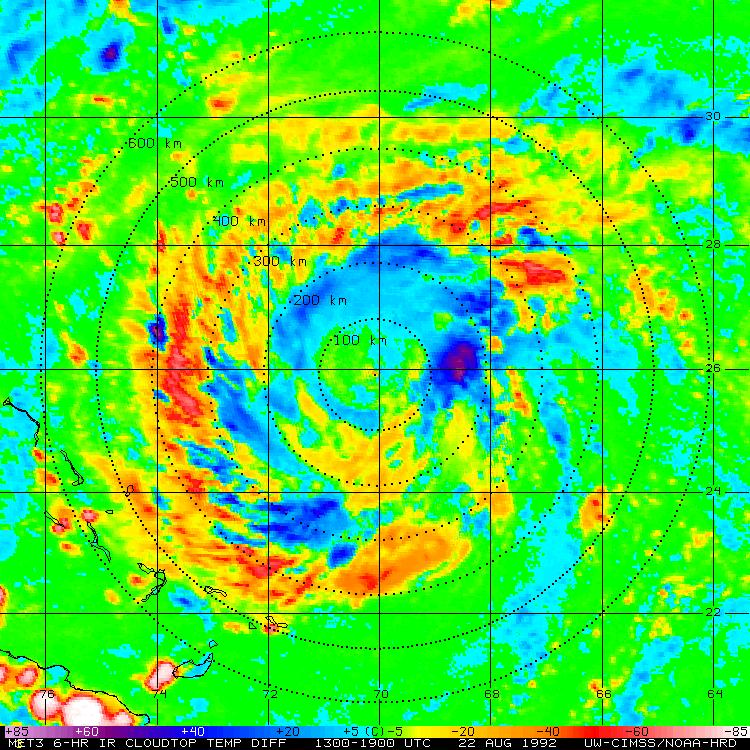 30
600 km
500 km
400 km
28
300 km
200 km
100 km
26
24
22
76 74 72 70 68 66 64
+85 +60 +40 +20 +5 (C) -5 -20 -40 -60 -85
MET3 6-HR IR CLOUDTOP TEMP DIFF 1300-1900 UTC 22 AUG 1992 UW-CIMSS/NOAA-HRD